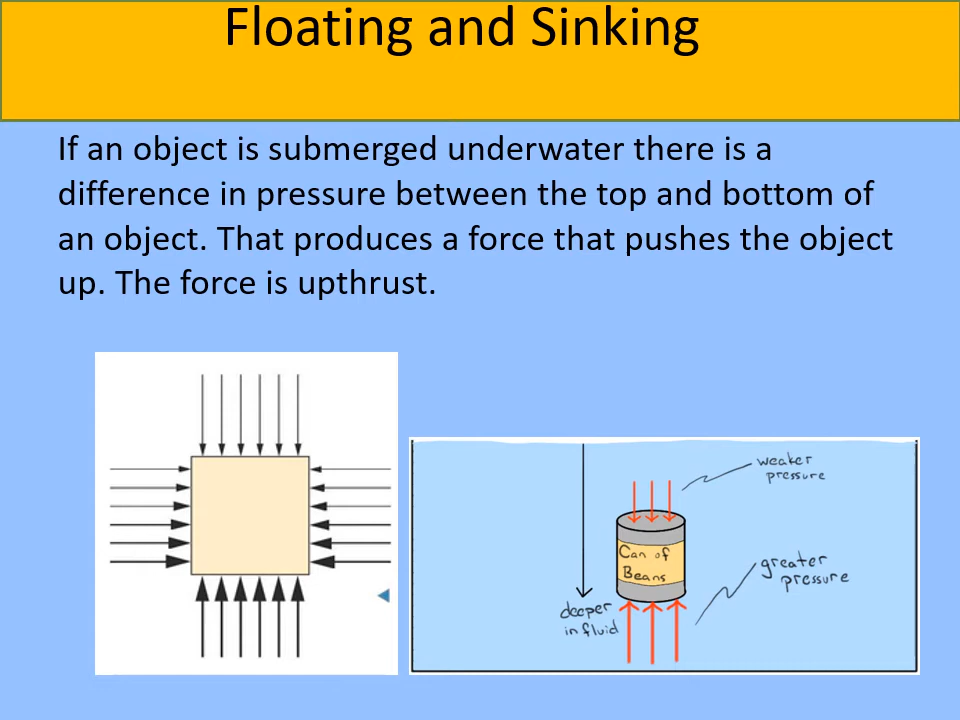 Floating and Sinking
If an object is submerged underwater there is a
difference in pressure between the top and bottom of
an object. That produces a force that pushes the object
up. The force is upthrust.
weaker
pressure
Can of
Beans
greater
pressure
deeper
in fluid